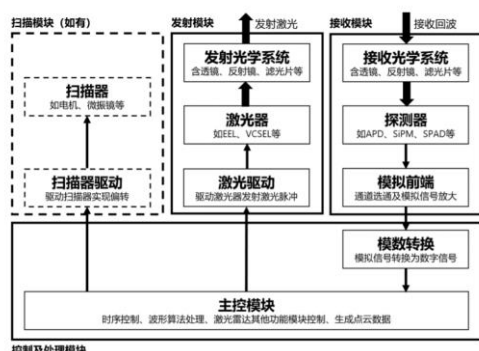 扫描模块（如有）
扫描器
如电机、微振镜等
扫描器驱动
驱动扫描器实现偏转
发射模块
发射激光
发射光学系统
含透镜、反射镜、滤光片等
激光器
如EEL、VCSEL等
激光驱动
驱动激光器发射激光脉冲
接收模块
接收回波
接收光学系统
含透镜、反射镜、滤光片等
探测器
如APD、SiPM、SPAD等
模拟前端
通道选通及模拟信号放大
模数转换
模拟信号转换为数字信号
主控模块
时序控制、波形算法处理、激光雷达其他功能模块控制、生成点云数据
控制及处理模块